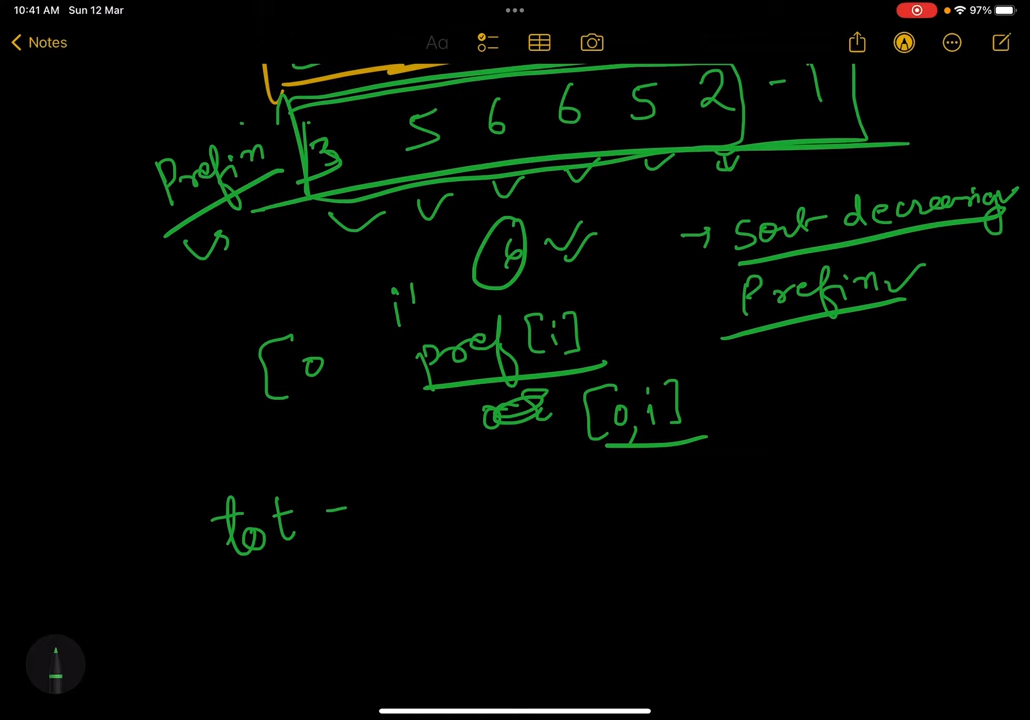 10:41 AM Sun 12 Mar
97%
Notes
Aa
Prefix 3 5 6 6 5 2 -1
6
→ sort decreasing
Prefix
i
[0
pref[i]
[0,i]
tot -